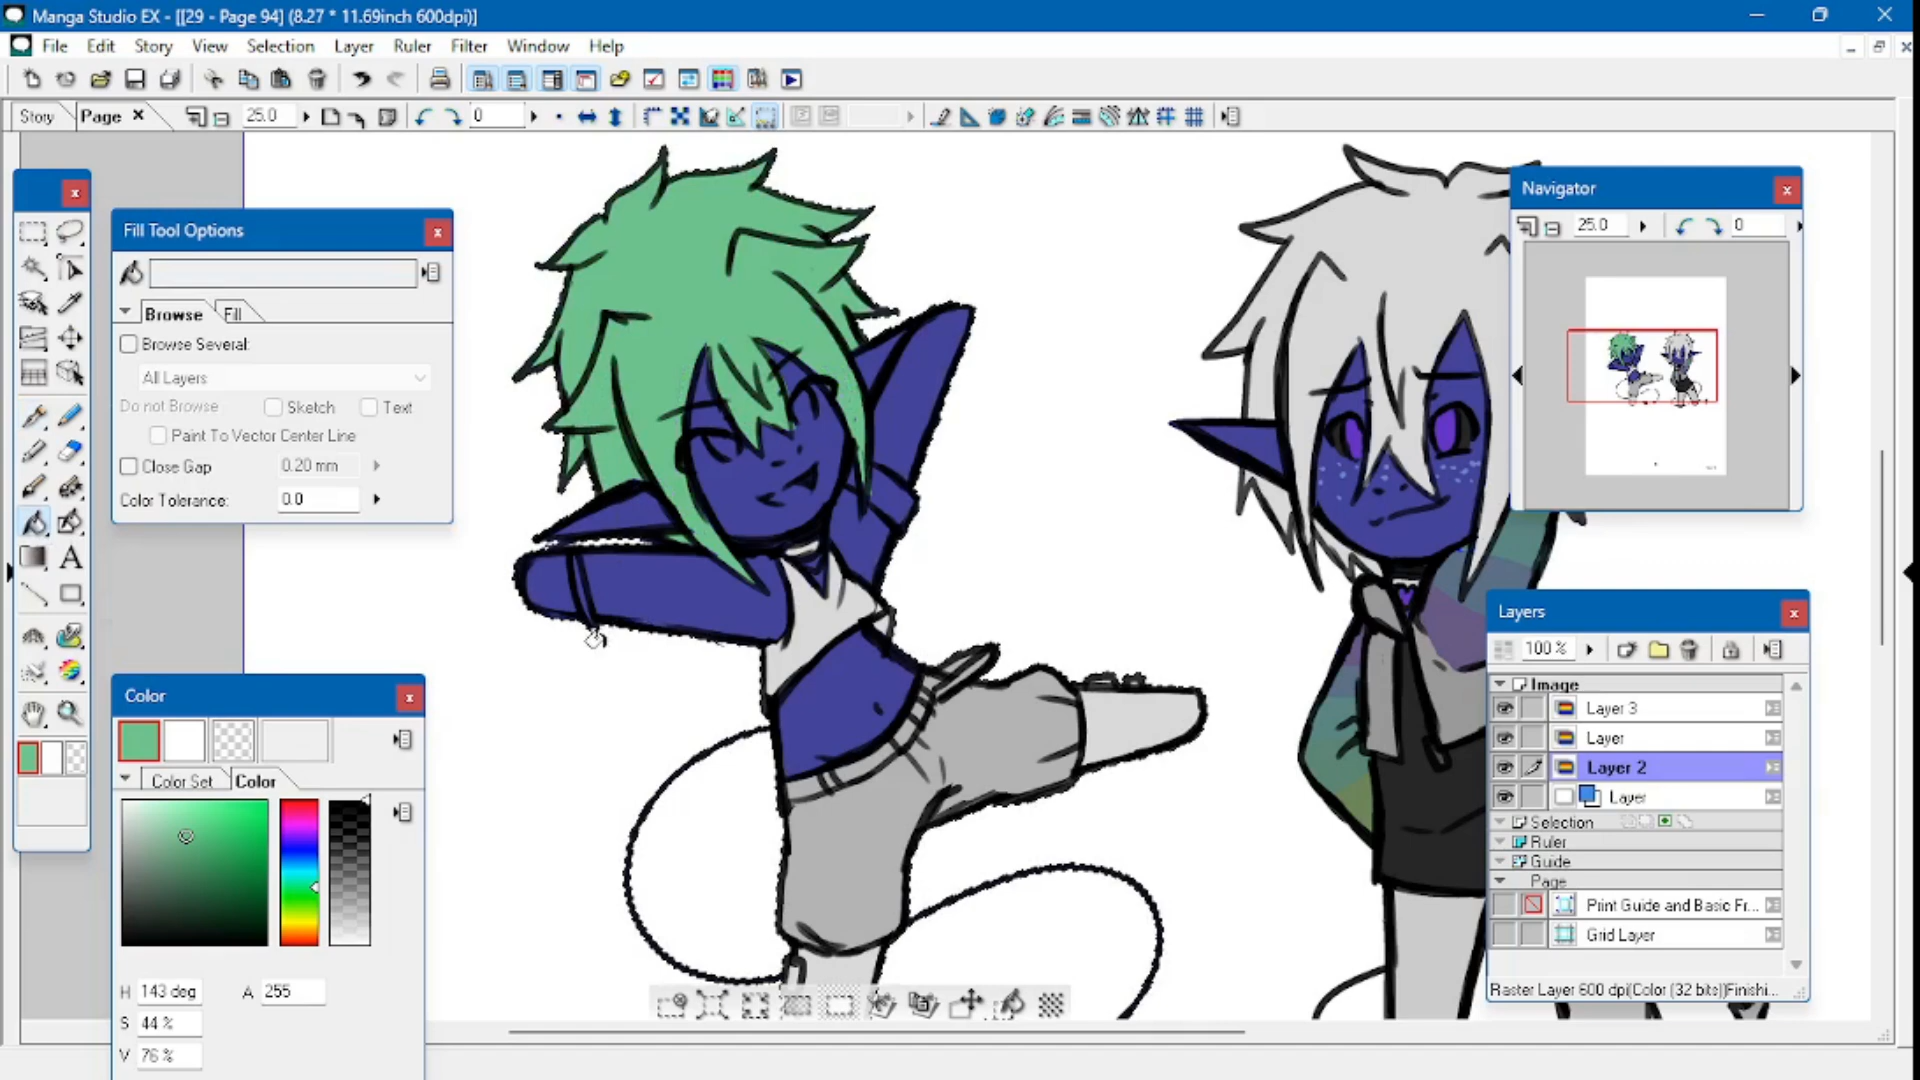 Manga Studio EX - [[29 - Page 94] (8.27 * 11.69inch 600dpi)]
File Edit Story View Selection Layer Ruler Filter Window Help
Story Page 25.0 0
Fill Tool Options
Browse Fill
Browse Several:
All Layers
Do not Browse Sketch Text
Paint To Vector Center Line
Close Gap 0.20 mm
Color Tolerance: 0.0
A
Color
Color Set Color
H 143 deg A 255
S 44 %
V 76 %
Navigator
25.0 0
Layers
100 %
Image
Layer 3
Layer
Layer 2
Layer
Selection
Ruler
Guide
Page
Print Guide and Basic Fr...
Grid Layer
Raster Layer 600 dpi(Color (32 bits))Finishi...